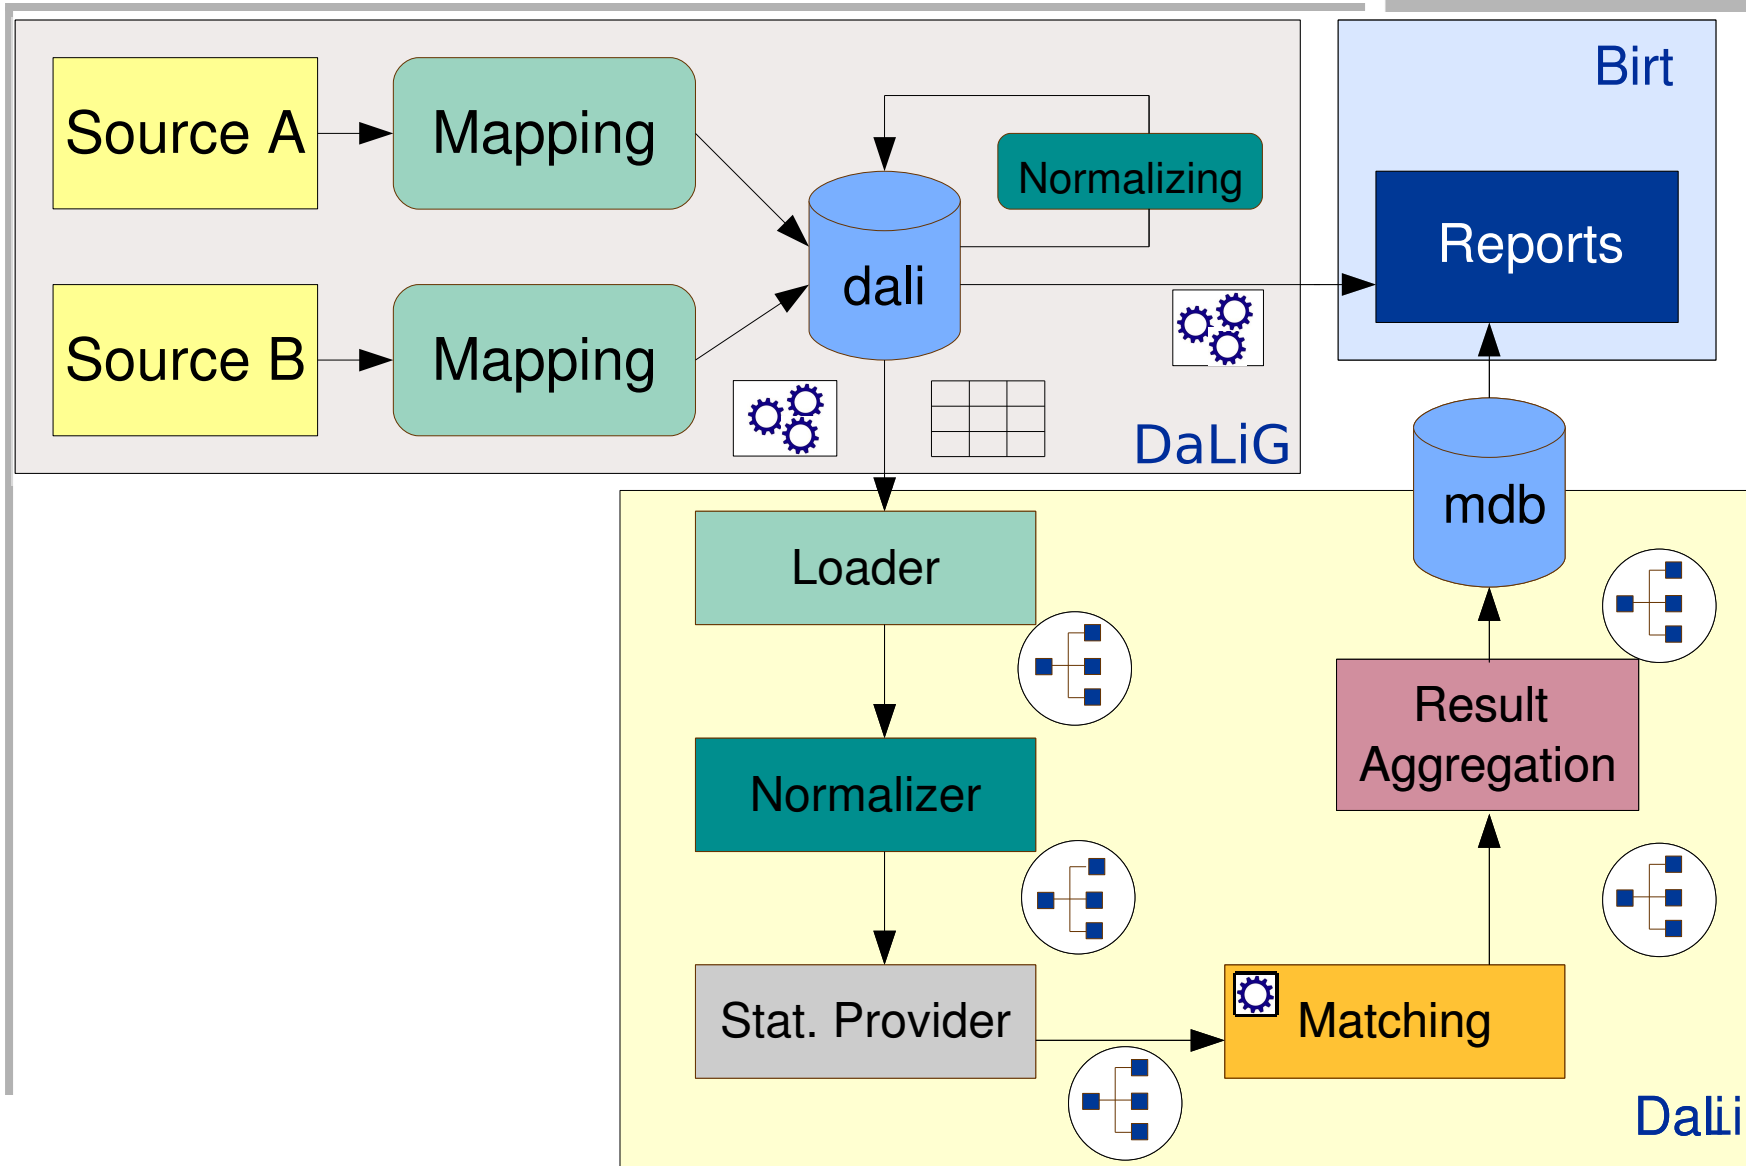 Birt
Source A
Mapping
Normalizing
Reports
dali
Source B
Mapping
DaLiG
mdb
Loader
Result
Aggregation
Normalizer
Stat. Provider
Matching
DaLi